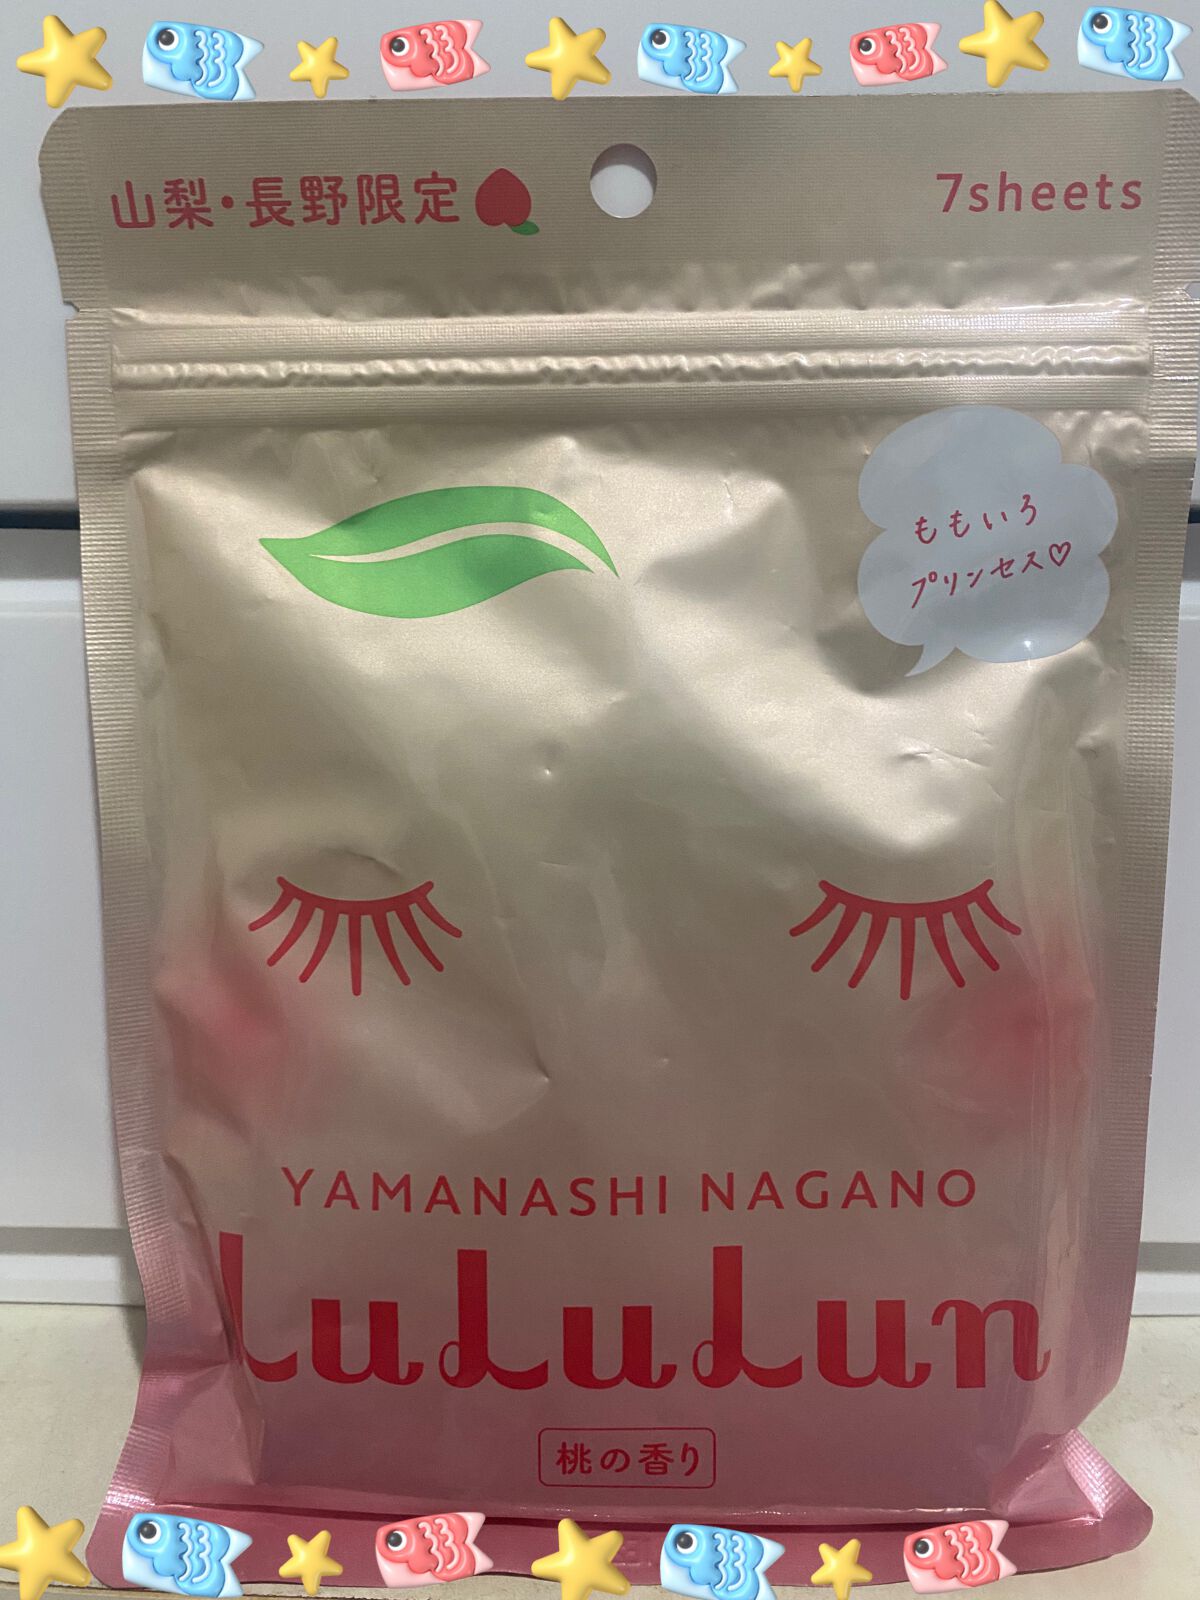 山梨・長野限定
7sheets
ももいろ
プリンセス♡
YAMANASHI NAGANO
LuLuLun
桃の香り